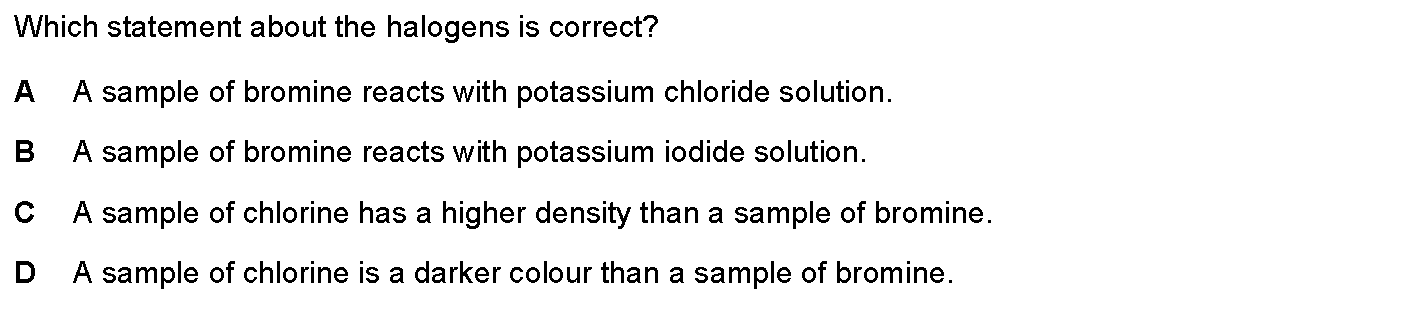 Which statement about the halogens is correct?
A A sample of bromine reacts with potassium chloride solution.
B A sample of bromine reacts with potassium iodide solution.
C A sample of chlorine has a higher density than a sample of bromine.
D A sample of chlorine is a darker colour than a sample of bromine.